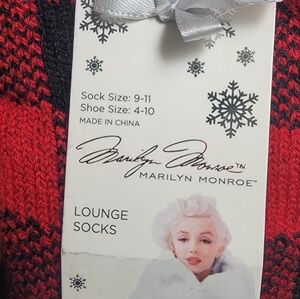 Sock Size: 9-11
Shoe Size: 4-10
MADE IN CHINA
Marilyn Monroe™
MARILYN MONROE™
LOUNGE
SOCKS